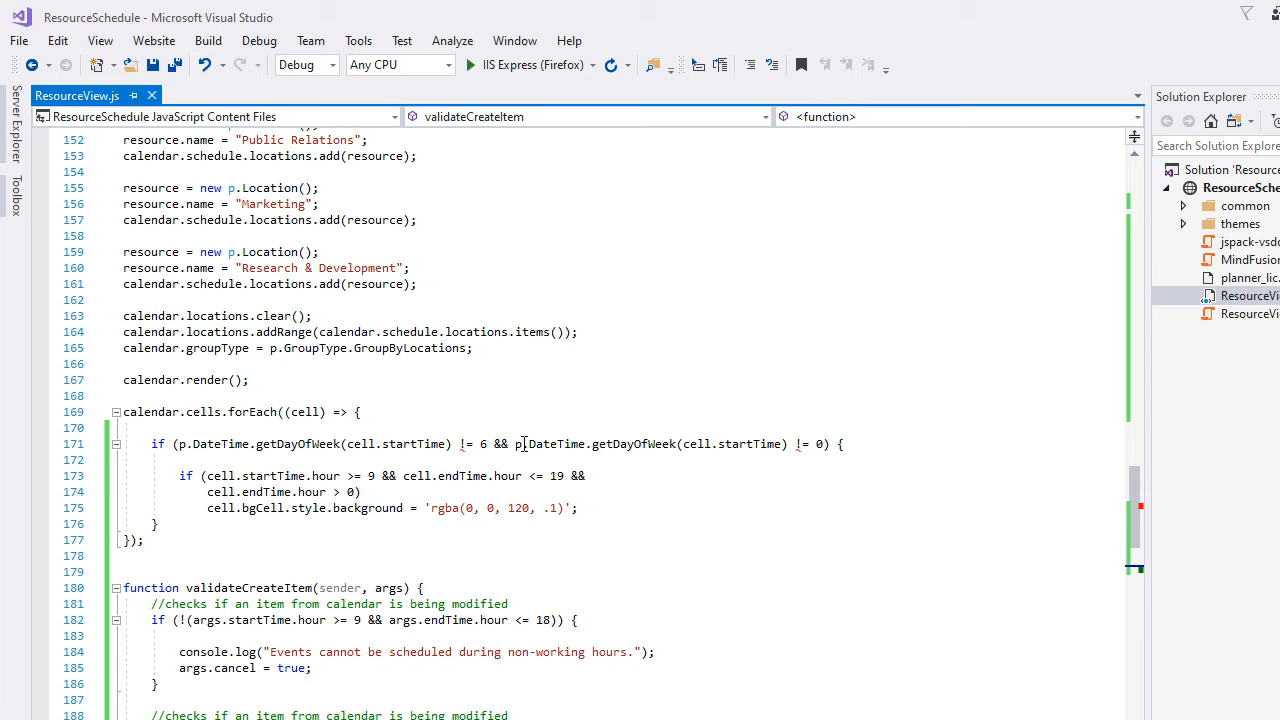 ResourceSchedule - Microsoft Visual Studio
File Edit View Website Build Debug Team Tools Test Analyze Window Help
Debug Any CPU IIS Express (Firefox)
Server Explorer
Toolbox
ResourceView.js
ResourceSchedule JavaScript Content Files validateCreateItem <function>
152 resource.name = "Public Relations";
153 calendar.schedule.locations.add(resource);
154
155 resource = new p.Location();
156 resource.name = "Marketing";
157 calendar.schedule.locations.add(resource);
158
159 resource = new p.Location();
160 resource.name = "Research & Development";
161 calendar.schedule.locations.add(resource);
162
163 calendar.locations.clear();
164 calendar.locations.addRange(calendar.schedule.locations.items());
165 calendar.groupType = p.GroupType.GroupByLocations;
166
167 calendar.render();
168
169 calendar.cells.forEach((cell) => {
170
171 if (p.DateTime.getDayOfWeek(cell.startTime) != 6 && p.DateTime.getDayOfWeek(cell.startTime) != 0) {
172
173 if (cell.startTime.hour >= 9 && cell.endTime.hour <= 19 &&
174 cell.endTime.hour > 0)
175 cell.bgCell.style.background = 'rgba(0, 0, 120, .1)';
176 }
177 });
178
179
180 function validateCreateItem(sender, args) {
181 //checks if an item from calendar is being modified
182 if (!(args.startTime.hour >= 9 && args.endTime.hour <= 18)) {
183
184 console.log("Events cannot be scheduled during non-working hours.");
185 args.cancel = true;
186 }
187
188 //checks if an item from calendar is being modified
Solution Explorer
Search Solution Explore
Solution 'Resourc
ResourceSche
common
themes
jspack-vsdo
MindFusion
planner_lic.
ResourceVi
ResourceVi